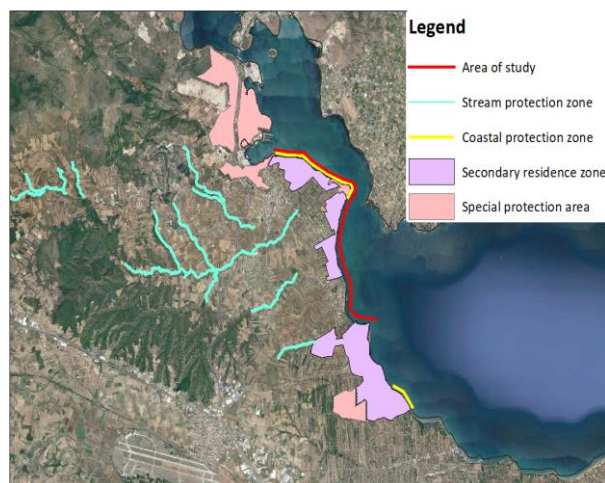 Legend
Area of study
Stream protection zone
Coastal protection zone
Secondary residence zone
Special protection area